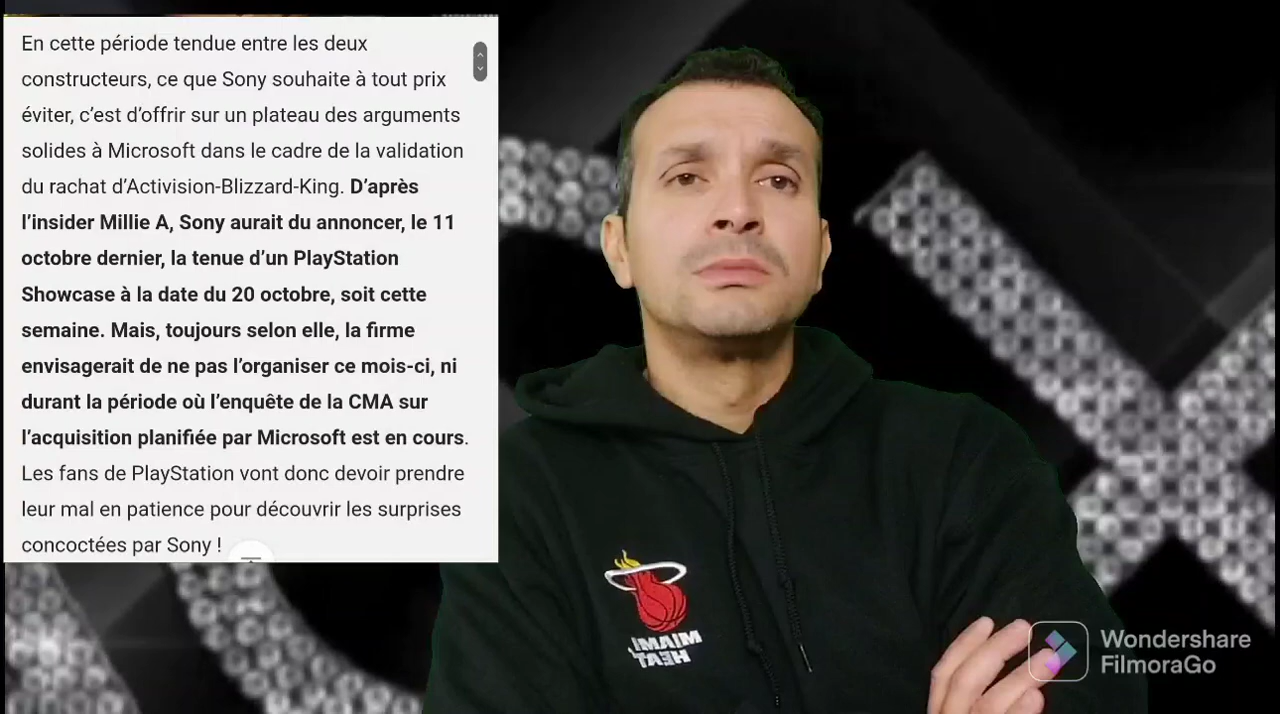 En cette période tendue entre les deux
constructeurs, ce que Sony souhaite à tout prix
éviter, c’est d’offrir sur un plateau des arguments
solides à Microsoft dans le cadre de la validation
du rachat d’Activision-Blizzard-King. D’après
l’insider Millie A, Sony aurait du annoncer, le 11
octobre dernier, la tenue d’un PlayStation
Showcase à la date du 20 octobre, soit cette
semaine. Mais, toujours selon elle, la firme
envisagerait de ne pas l’organiser ce mois-ci, ni
durant la période où l’enquête de la CMA sur
l’acquisition planifiée par Microsoft est en cours.
Les fans de PlayStation vont donc devoir prendre
leur mal en patience pour découvrir les surprises
concoctées par Sony !
MIAMI
HEAT
Wondershare
FilmoraGo